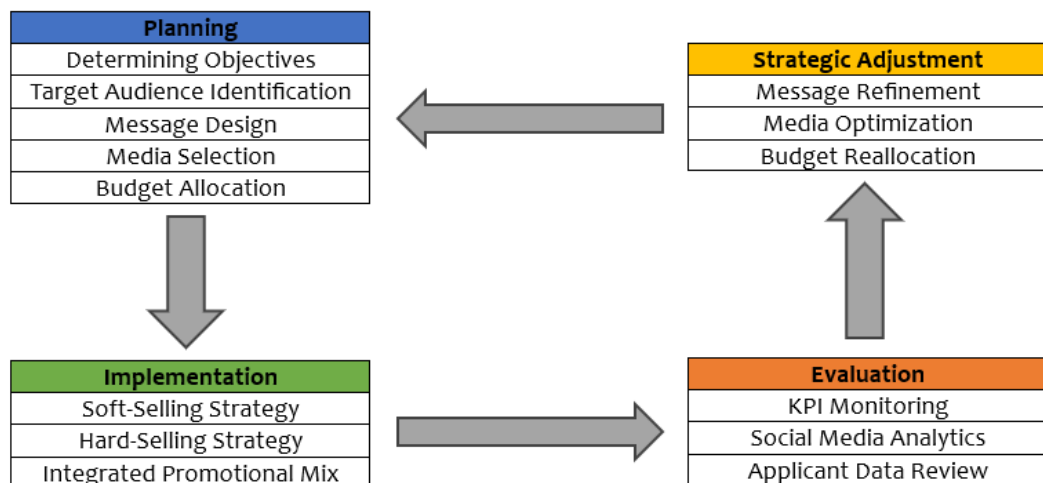 Planning
Determining Objectives
Target Audience Identification
Message Design
Media Selection
Budget Allocation
Strategic Adjustment
Message Refinement
Media Optimization
Budget Reallocation
Implementation
Soft-Selling Strategy
Hard-Selling Strategy
Integrated Promotional Mix
Evaluation
KPI Monitoring
Social Media Analytics
Applicant Data Review